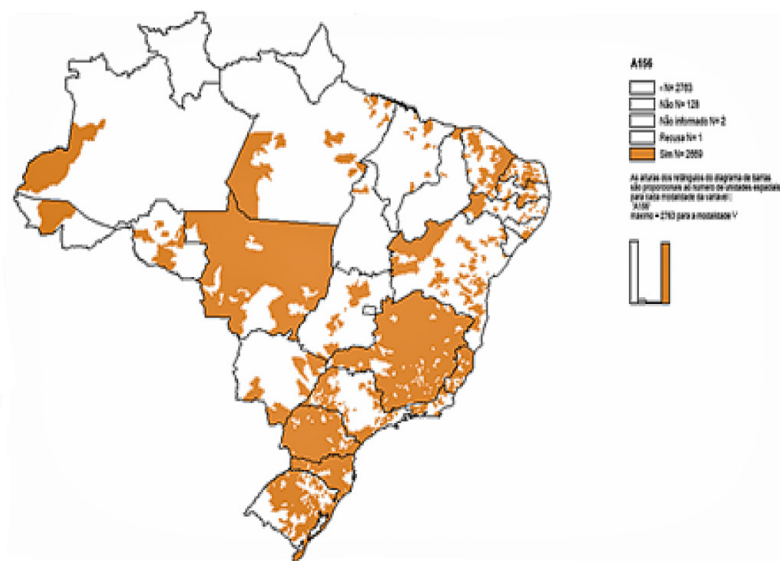 A156
- N= 2763
Não N= 128
Não informado N= 2
Recusa N= 1
Sim N= 2669
As alturas dos retângulos do diagrama de barras
são proporcionais ao número de unidades espaciais
para cada modalidade da variável :
'A156'
máximo = 2763 para a modalidade '-'